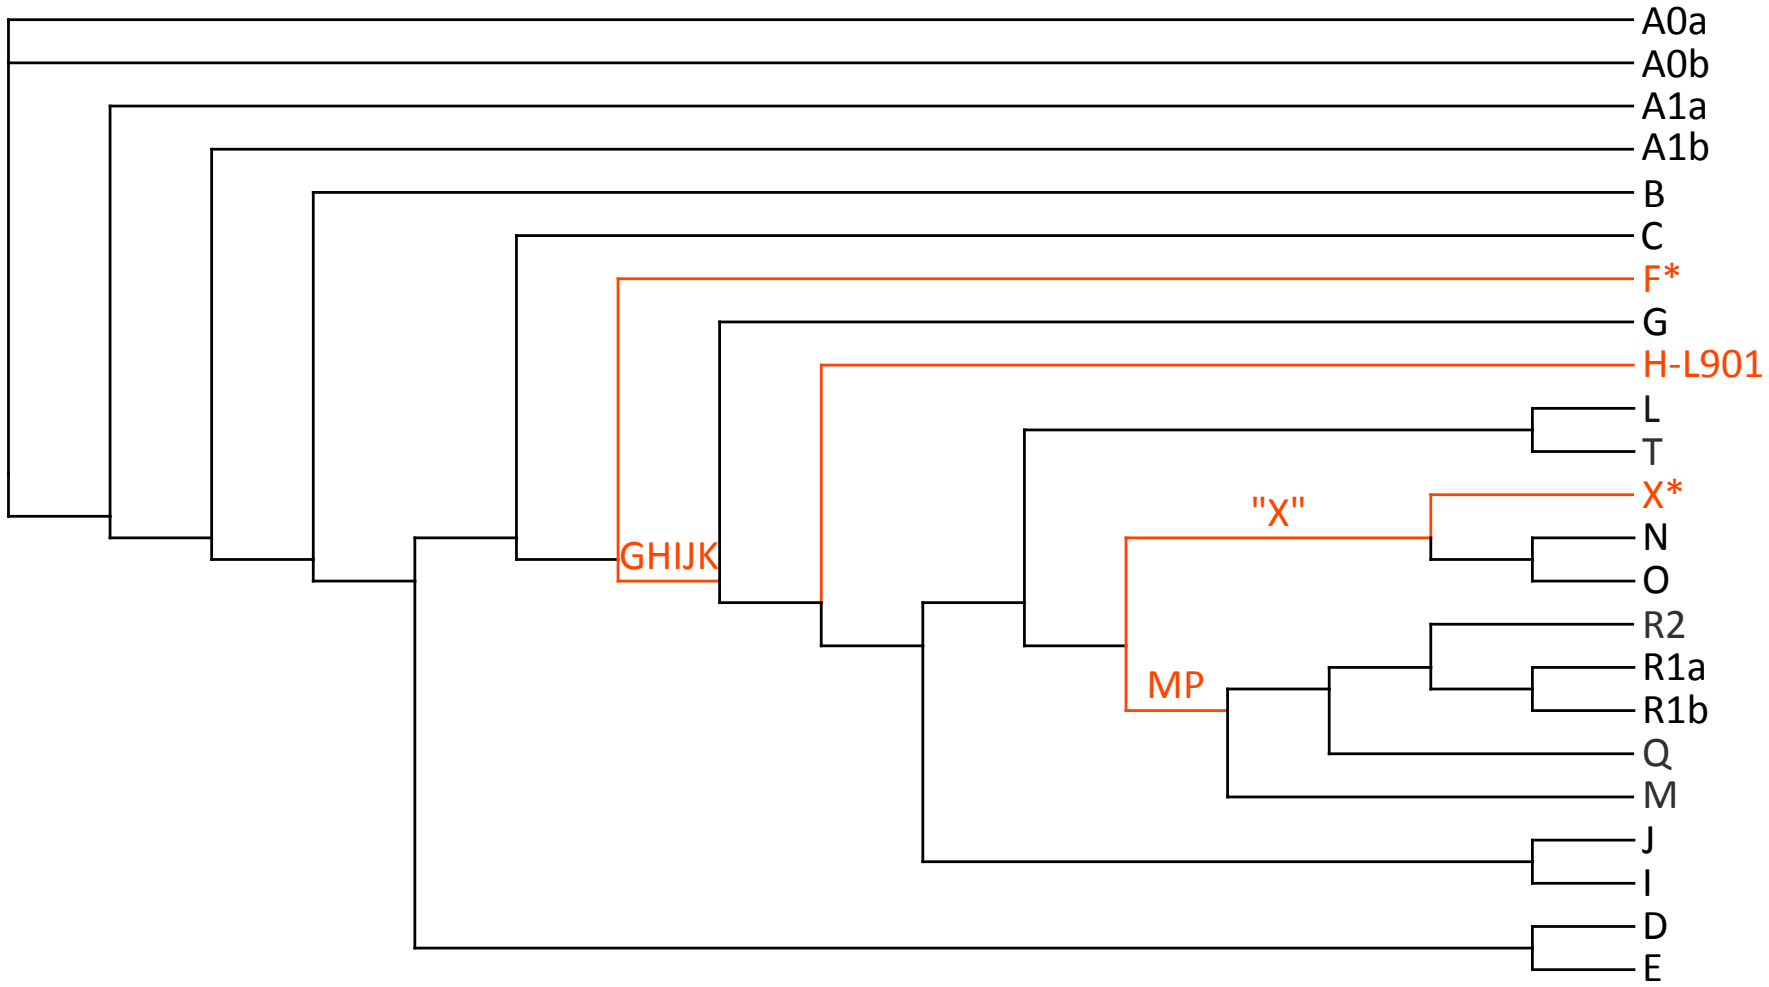 A0a
A0b
A1a
A1b
B
C
F*
G
H-L901
L
T
X*
"X"
N
GHIJK
O
R2
R1a
MP
R1b
Q
M
J
I
D
E